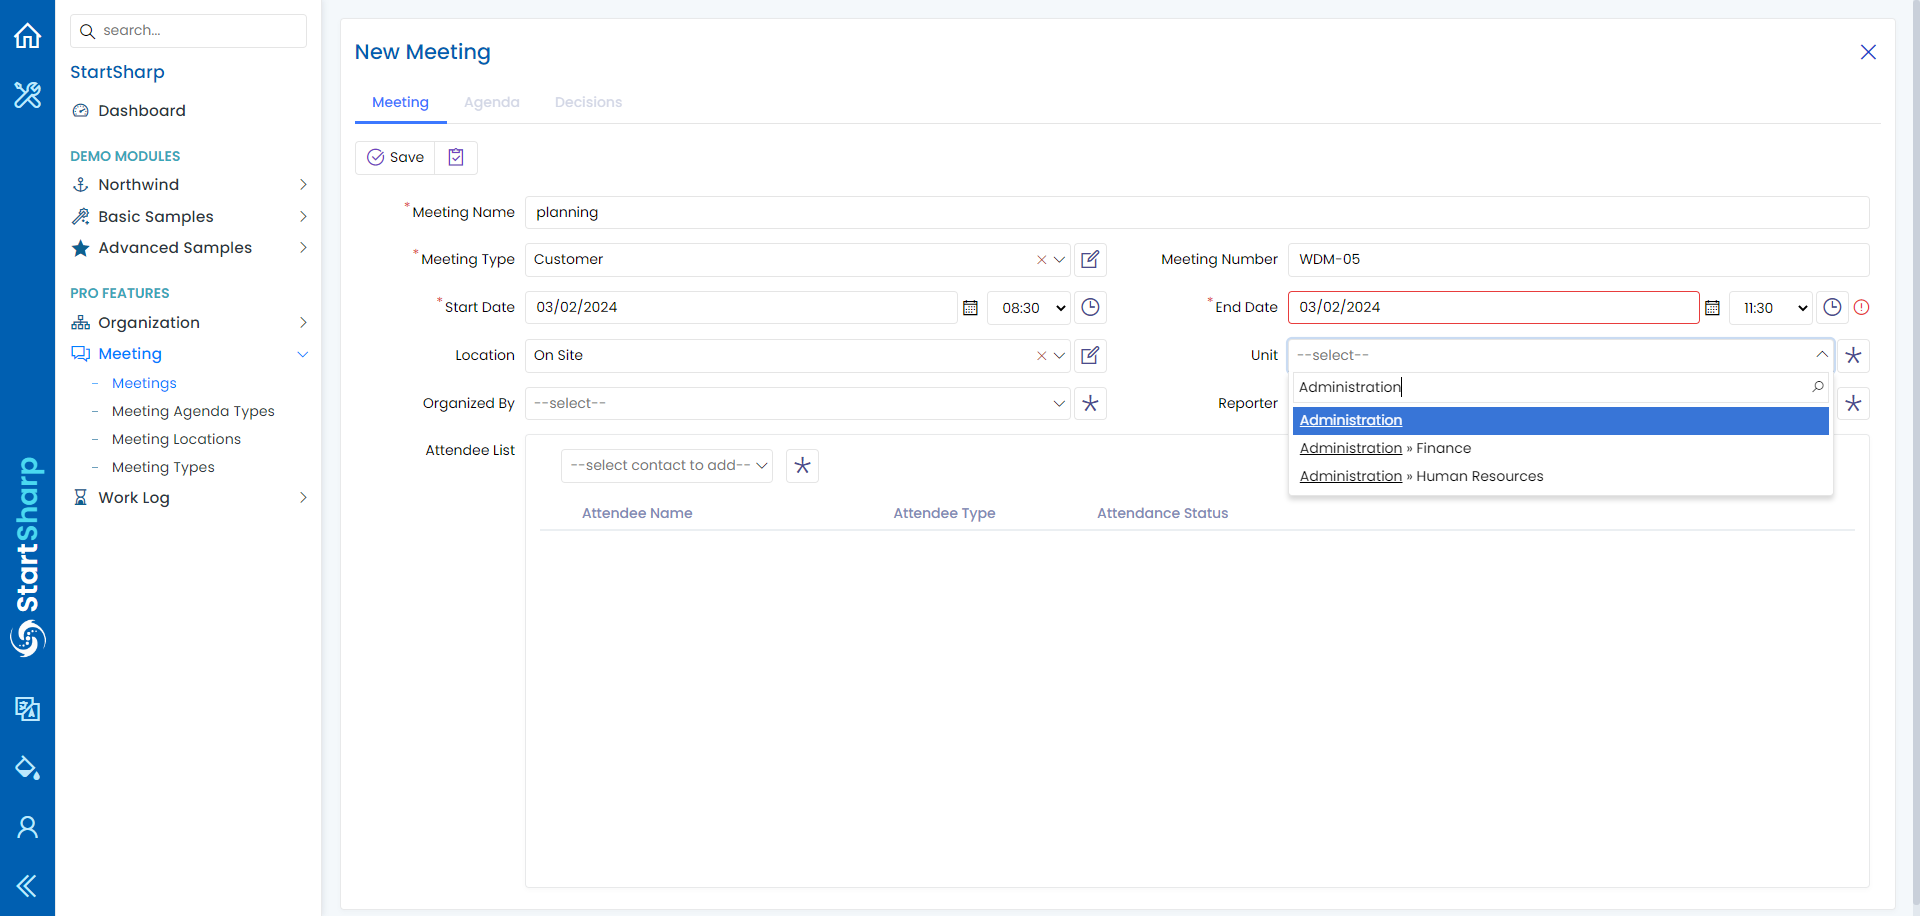 search...
StartSharp
Dashboard
DEMO MODULES
Northwind
Basic Samples
Advanced Samples
PRO FEATURES
Organization
Meeting
- Meetings
- Meeting Agenda Types
- Meeting Locations
- Meeting Types
Work Log
StartSharp
New Meeting
Meeting Agenda Decisions
Save
*Meeting Name planning
*Meeting Type Customer Meeting Number WDM-05
*Start Date 03/02/2024 08:30 *End Date 03/02/2024 11:30
Location On Site Unit --select--
Administration
Organized By --select-- Reporter
Administration
Administration » Finance
Administration » Human Resources
Attendee List --select contact to add--
Attendee Name Attendee Type Attendance Status